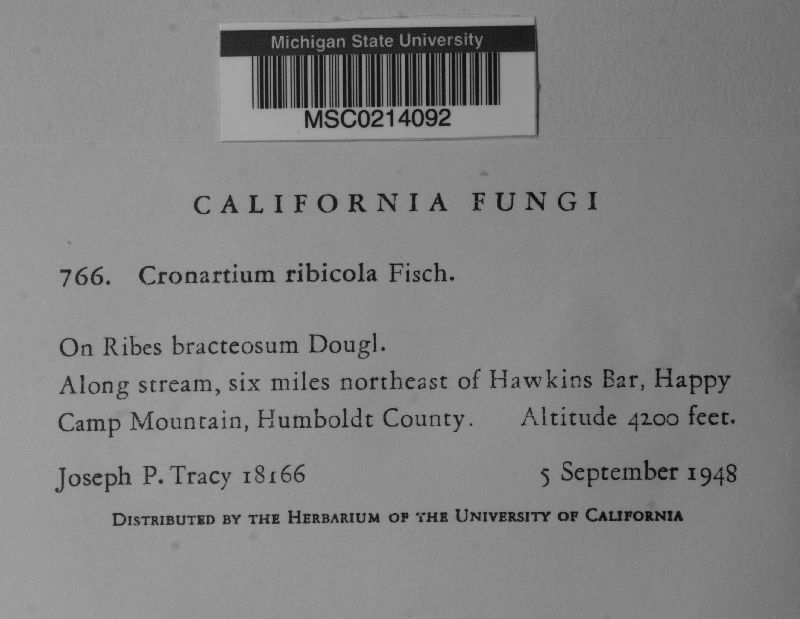 Michigan State University
MSC0214092
CALIFORNIA FUNGI
766. Cronartium ribicola Fisch.
On Ribes bracteosum Dougl.
Along stream, six miles northeast of Hawkins Bar, Happy
Camp Mountain, Humboldt County. Altitude 4200 feet.
Joseph P. Tracy 18166 5 September 1948
DISTRIBUTED BY THE HERBARIUM OF THE UNIVERSITY OF CALIFORNIA